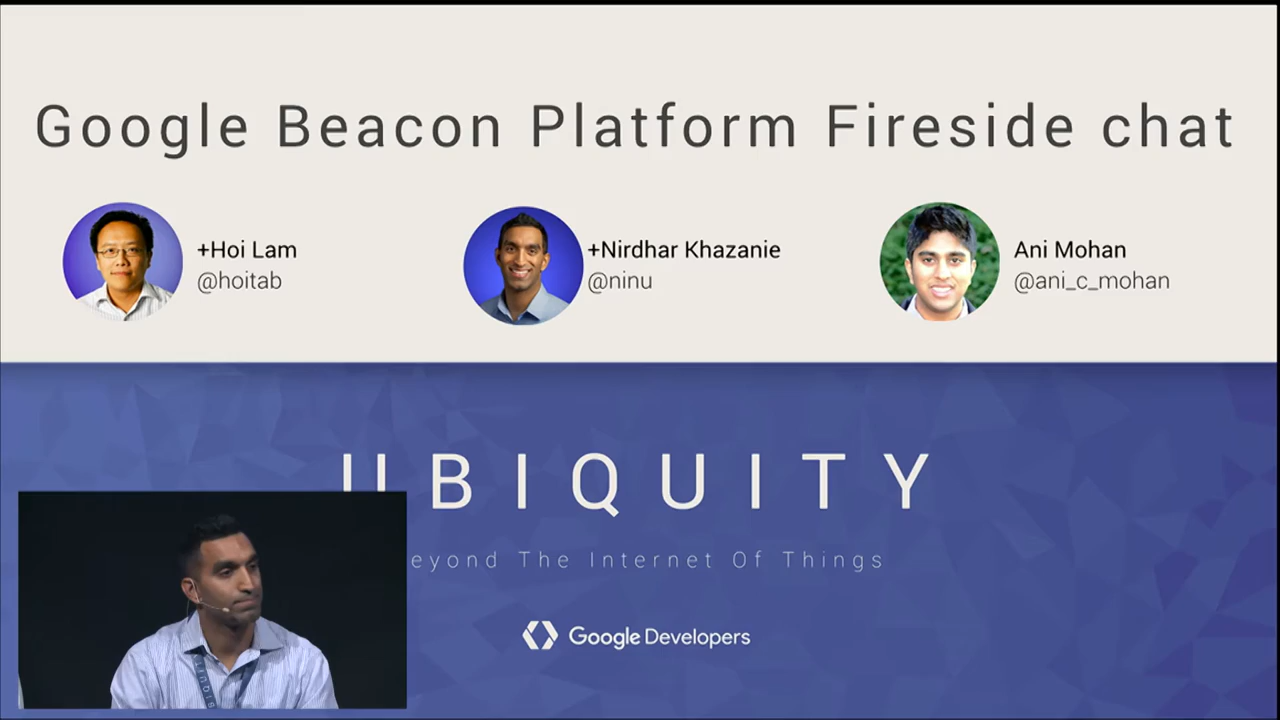 Google Beacon Platform Fireside chat
+Hoi Lam
@hoitab
+Nirdhar Khazanie
@ninu
Ani Mohan
@ani_c_mohan
UBIQUITY
eyond The Internet Of Things
Google Developers